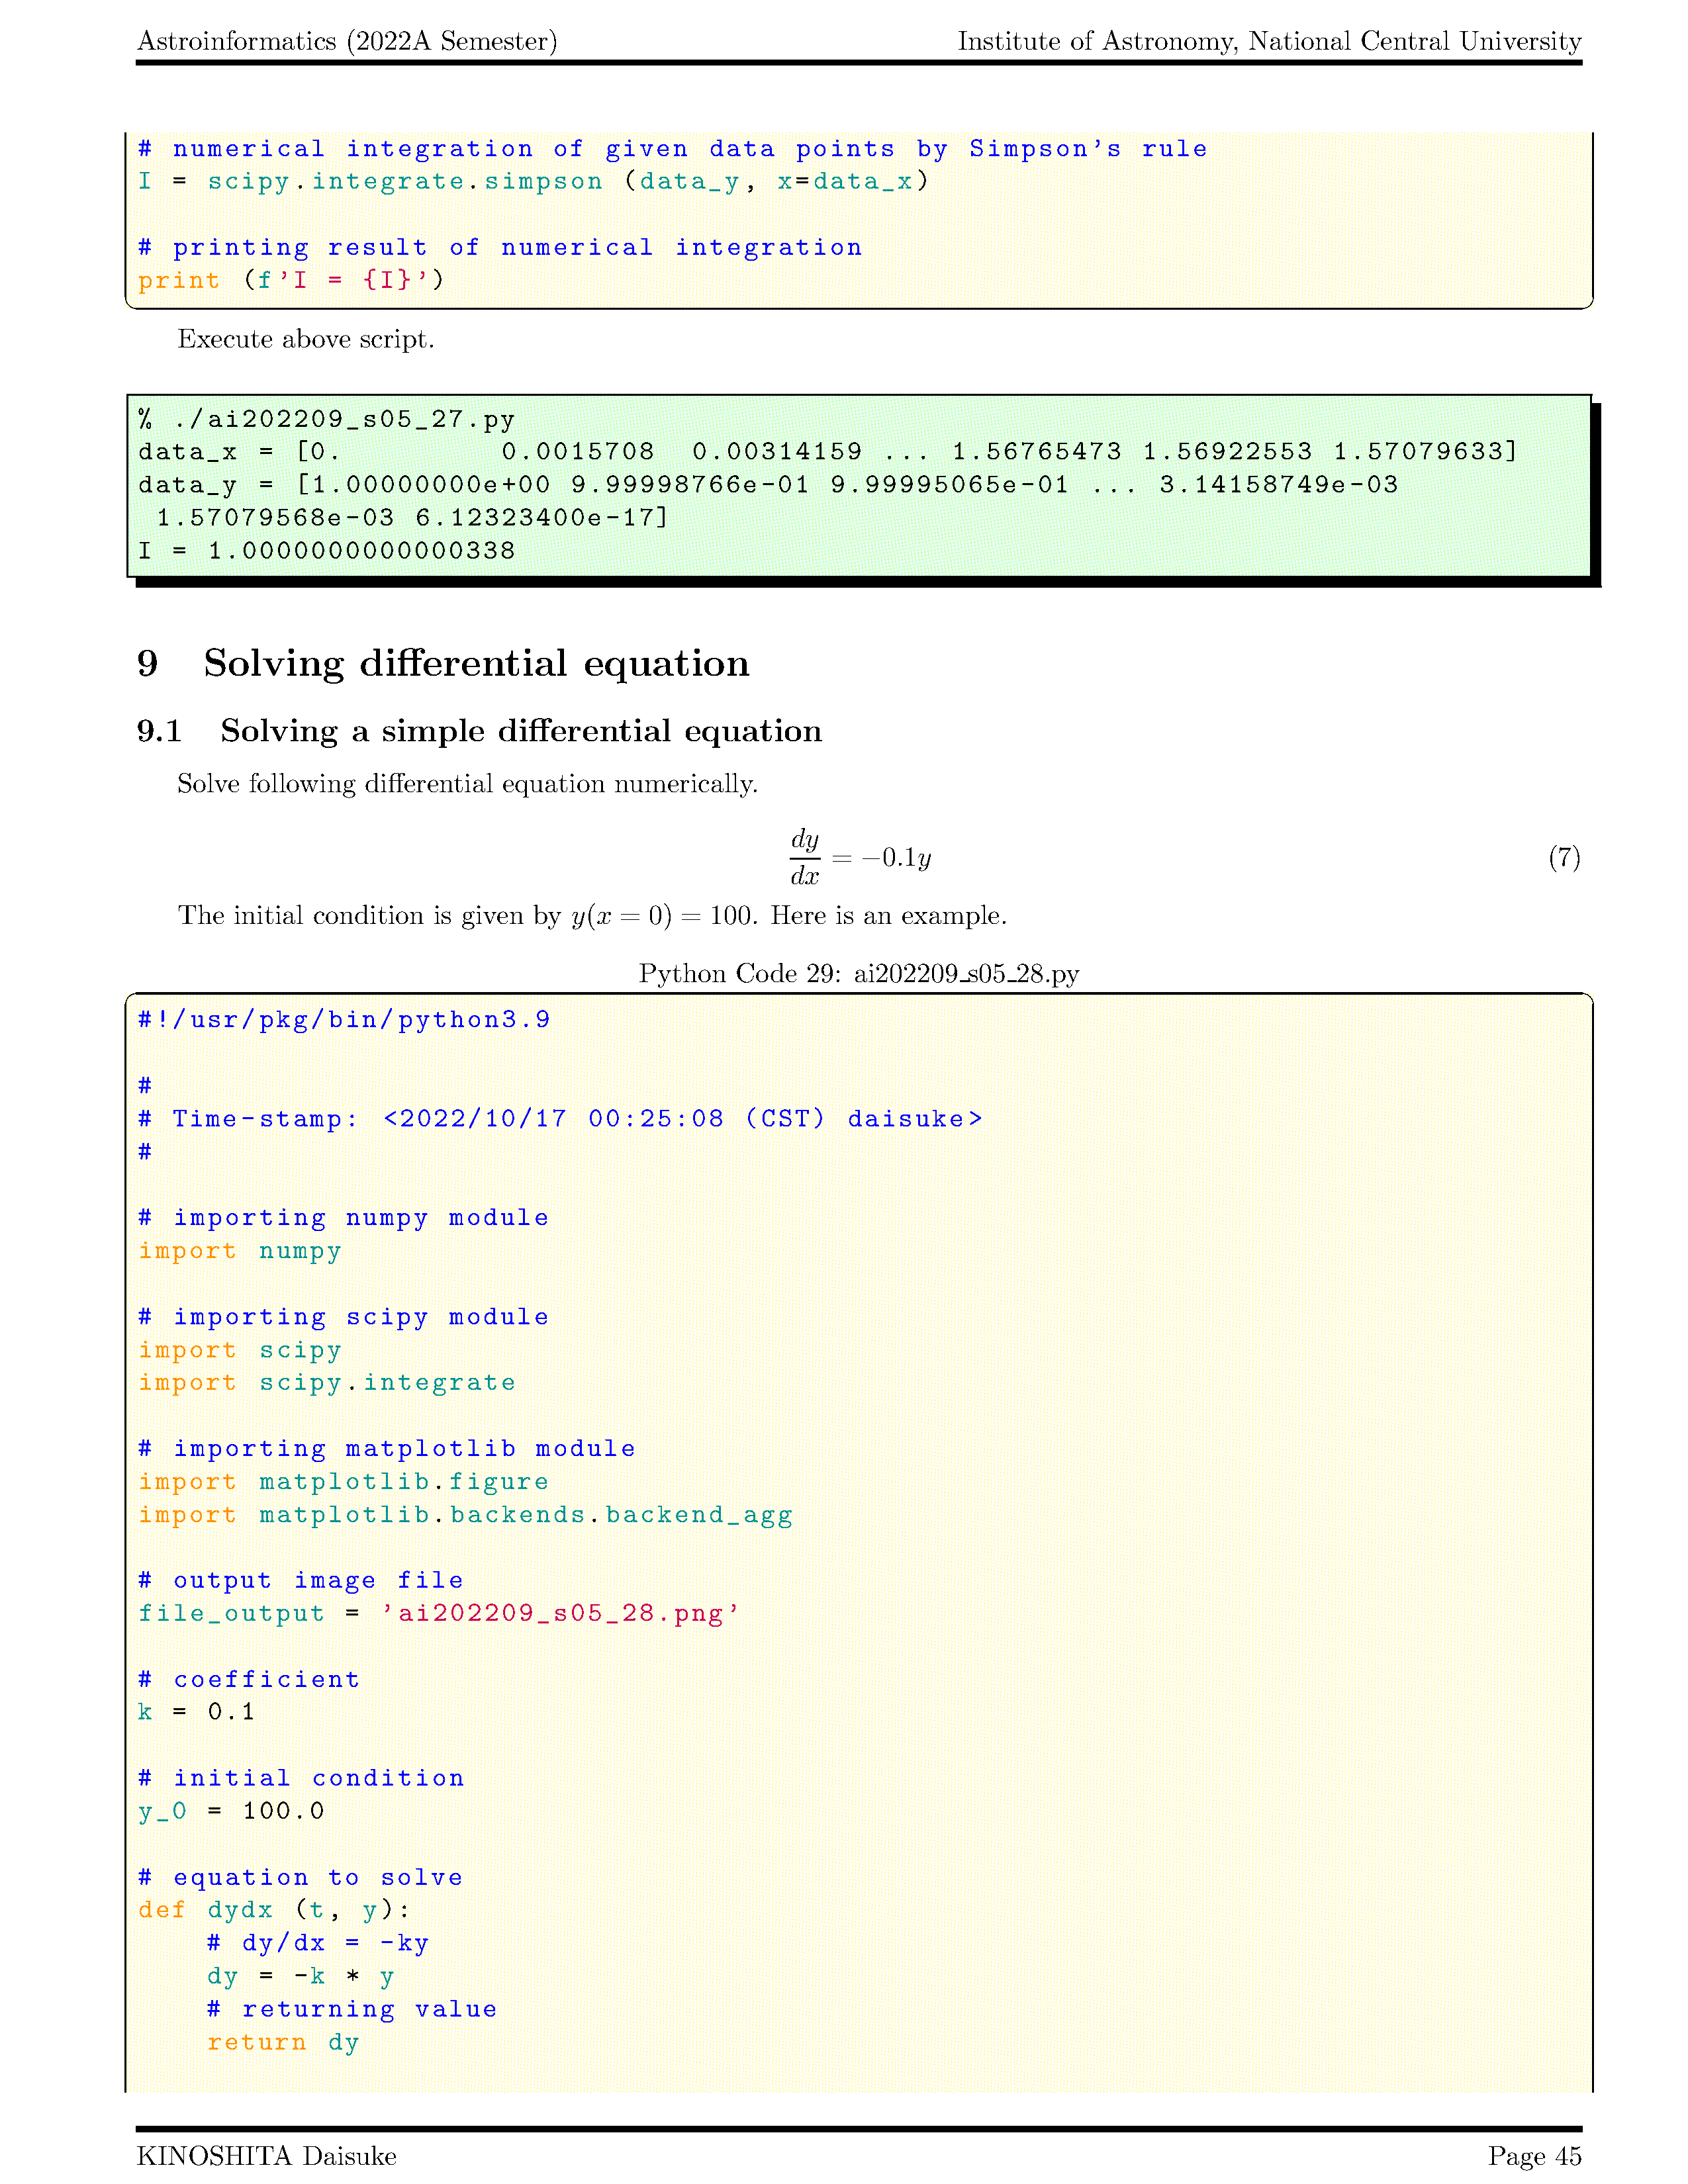 Astroinformatics (2022A Semester) Institute of Astronomy, National Central University
# numerical integration of given data points by Simpson's rule
I = scipy.integrate.simpson (data_y, x=data_x)
# printing result of numerical integration
print (f'I = {I}')
Execute above script.
% ./ai202209_s05_27.py
data_x = [0.         0.0015708  0.00314159 ... 1.56765473 1.56922553 1.57079633]
data_y = [1.00000000e+00 9.99998766e-01 9.99995065e-01 ... 3.14158749e-03
 1.57079568e-03 6.12323400e-17]
I = 1.0000000000000338
9 Solving differential equation
9.1 Solving a simple differential equation
Solve following differential equation numerically.
dy/dx = −0.1y (7)
The initial condition is given by y(x = 0) = 100. Here is an example.
Python Code 29: ai202209_s05_28.py
#!/usr/pkg/bin/python3.9
#
# Time-stamp: <2022/10/17 00:25:08 (CST) daisuke>
#
# importing numpy module
import numpy
# importing scipy module
import scipy
import scipy.integrate
# importing matplotlib module
import matplotlib.figure
import matplotlib.backends.backend_agg
# output image file
file_output = 'ai202209_s05_28.png'
# coefficient
k = 0.1
# initial condition
y_0 = 100.0
# equation to solve
def dydx (t, y):
    # dy/dx = -ky
    dy = -k * y
    # returning value
    return dy
KINOSHITA Daisuke Page 45